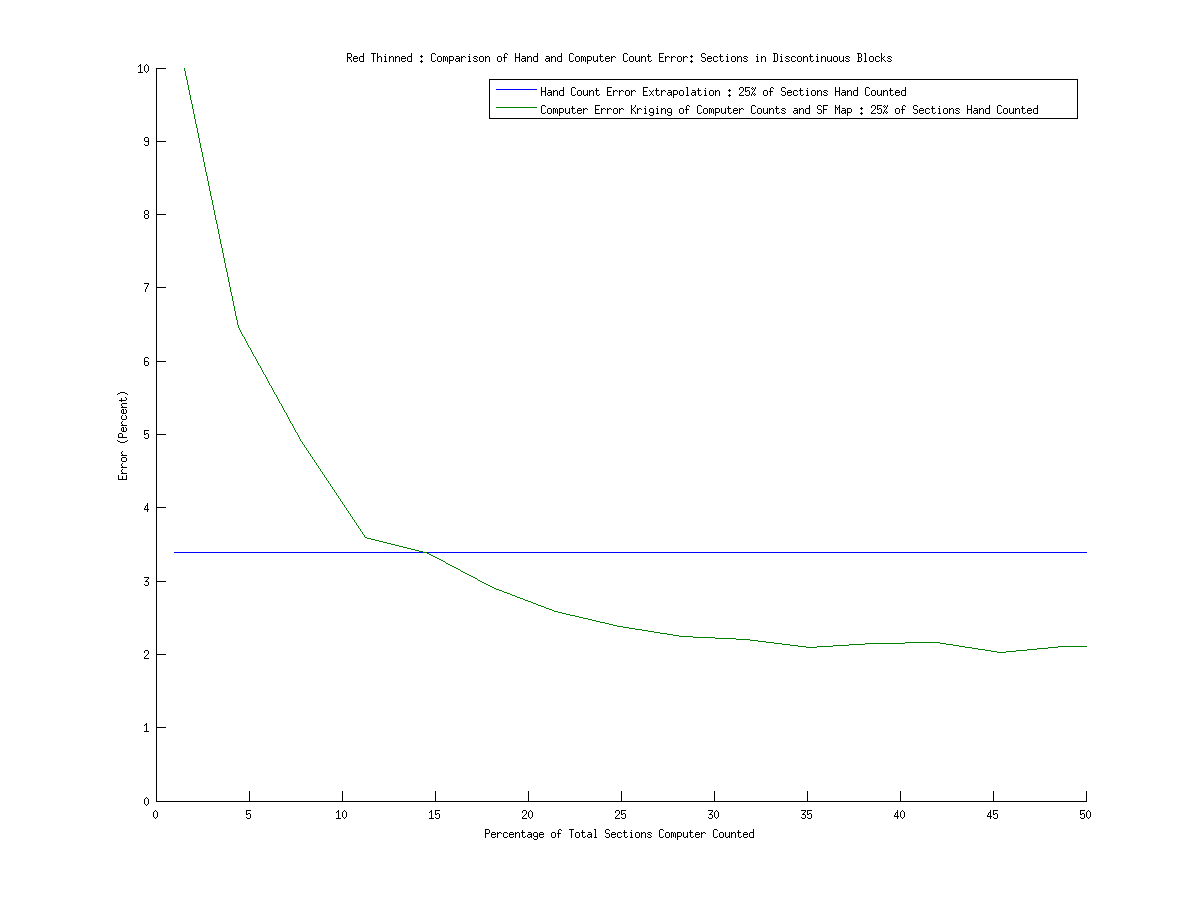 Red Thinned : Comparison of Hand and Computer Count Error: Sections in Discontinuous Blocks
Hand Count Error Extrapolation : 25% of Sections Hand Counted
Computer Error Kriging of Computer Counts and SF Map : 25% of Sections Hand Counted
10
9
8
7
6
5
4
3
2
1
0
Error (Percent)
0 5 10 15 20 25 30 35 40 45 50
Percentage of Total Sections Computer Counted